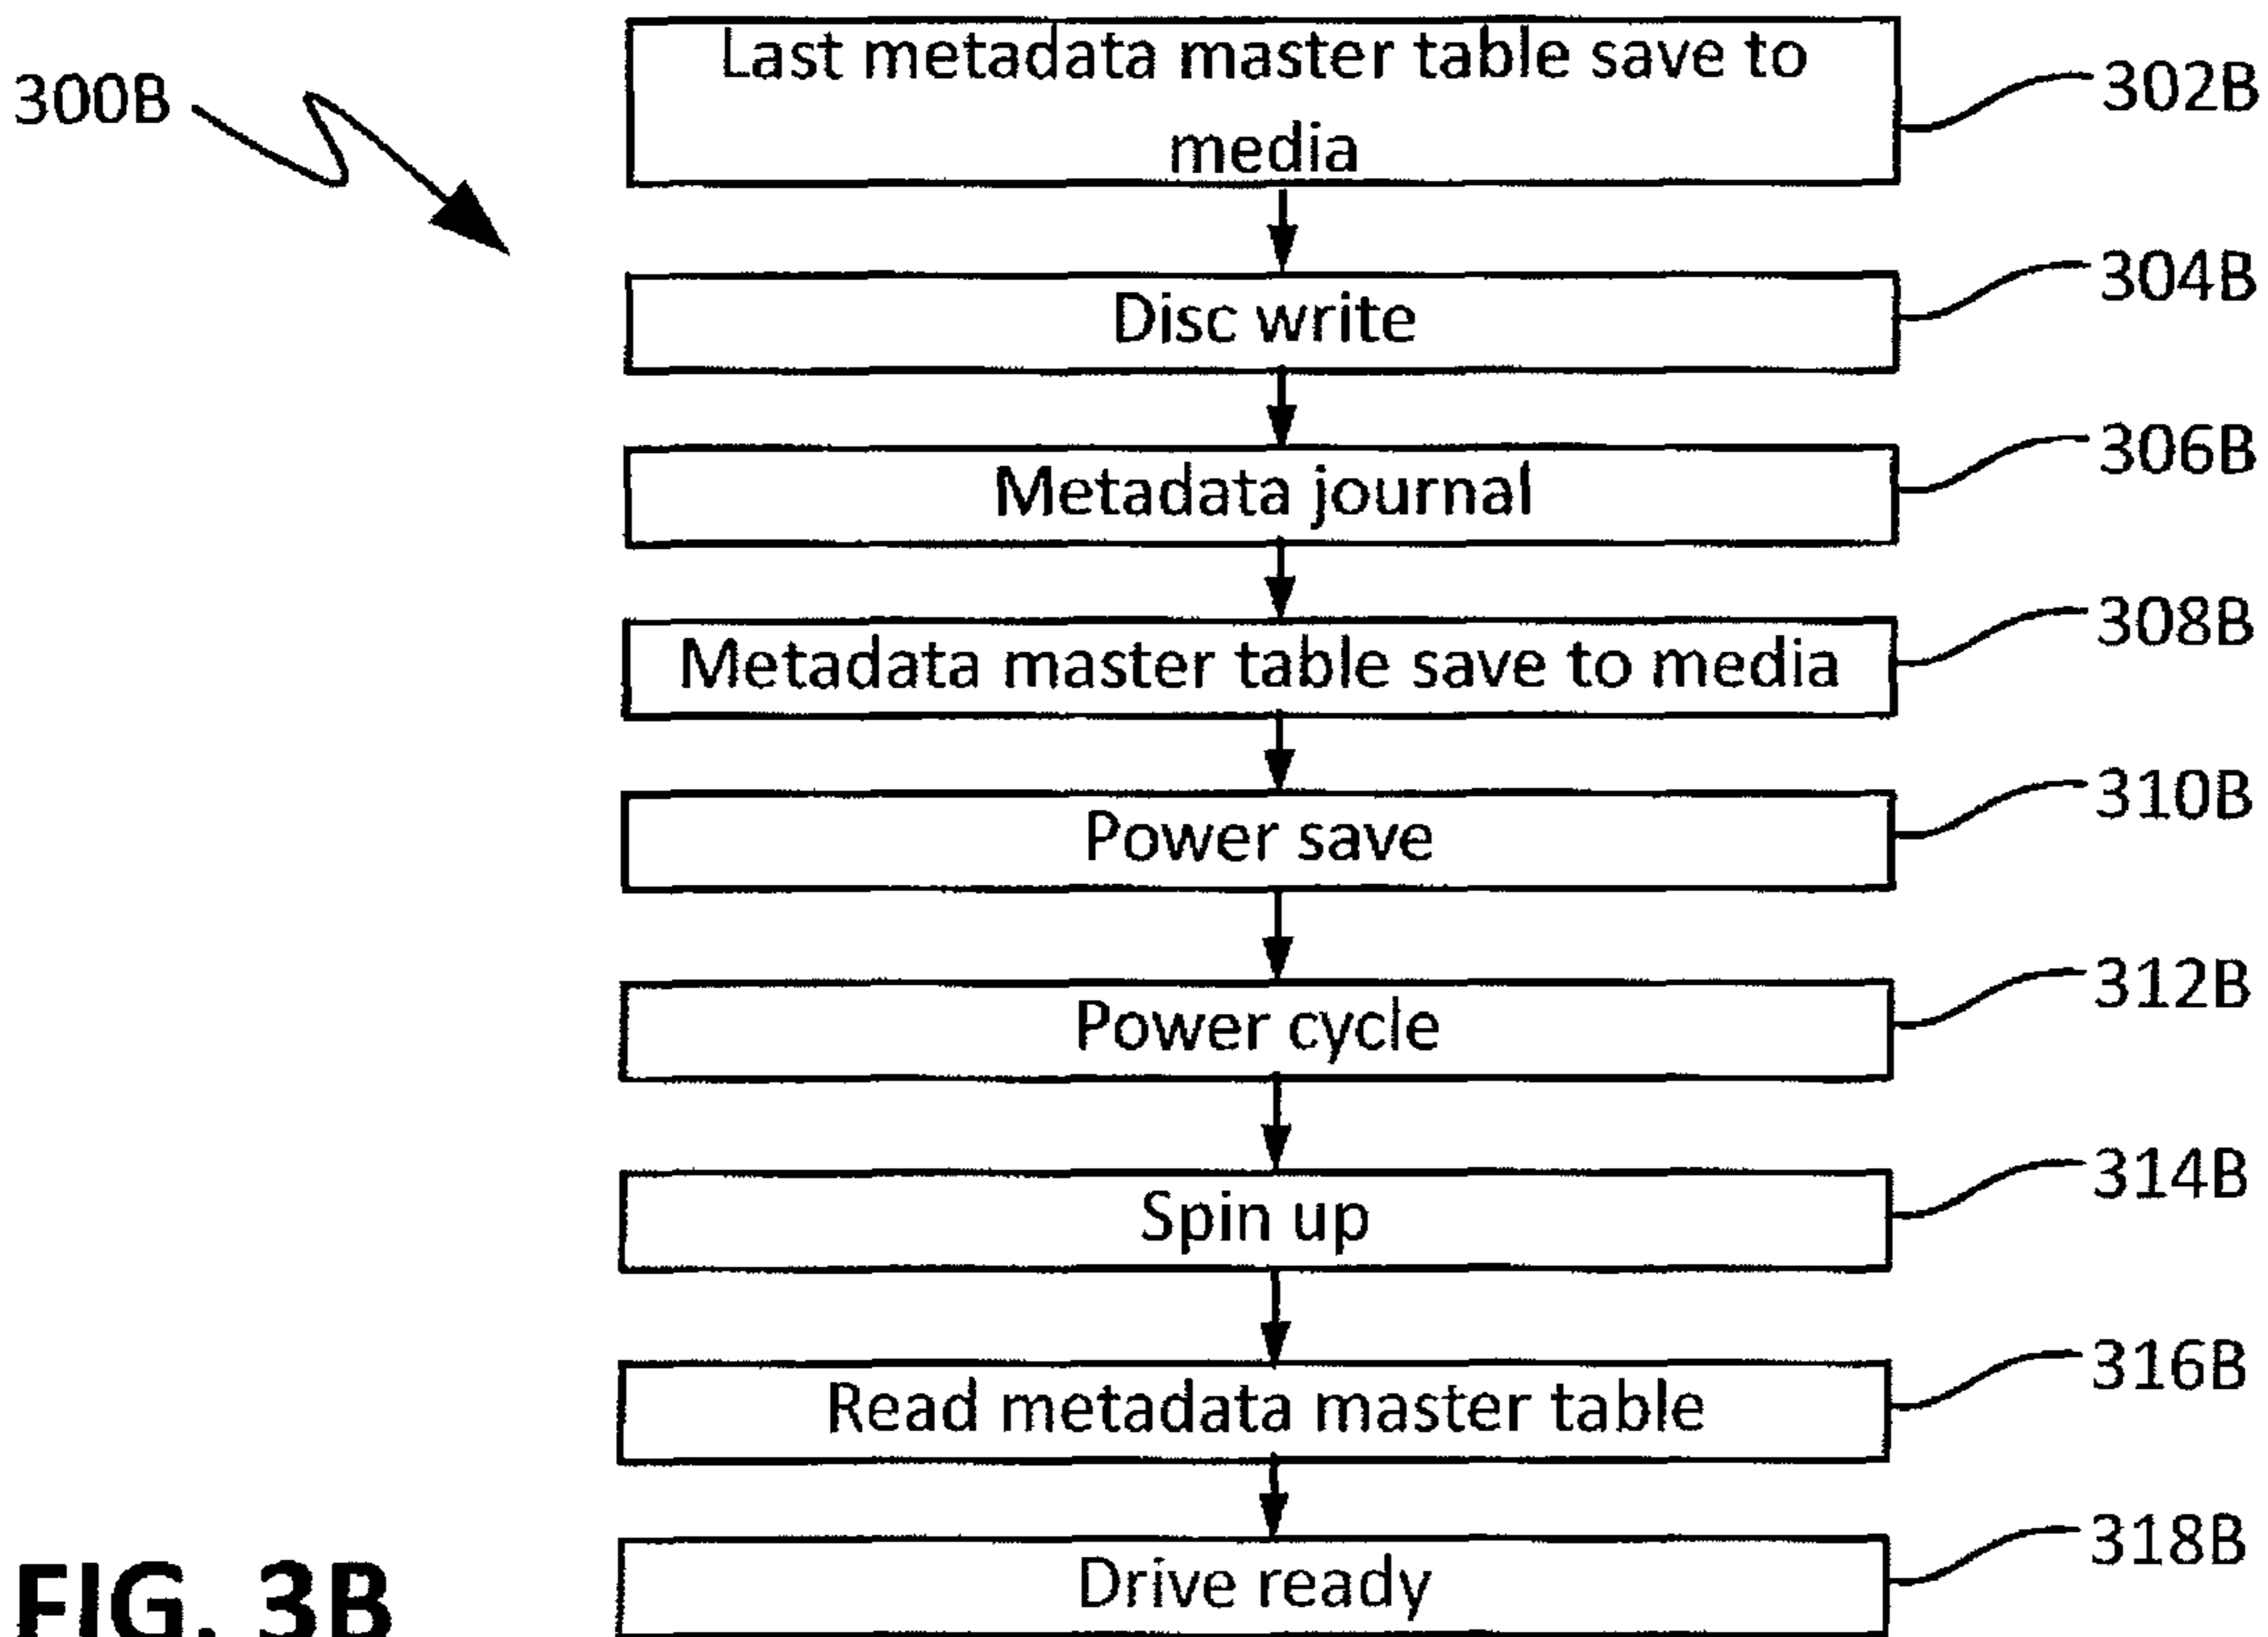 Last metadata master table save to
media
300B
302B
Disc write
304B
Metadata journal
306B
Metadata master table save to media
308B
Power save
310B
Power cycle
312B
Spin up
314B
Read metadata master table
316B
Drive ready
318B
FIG. 3B